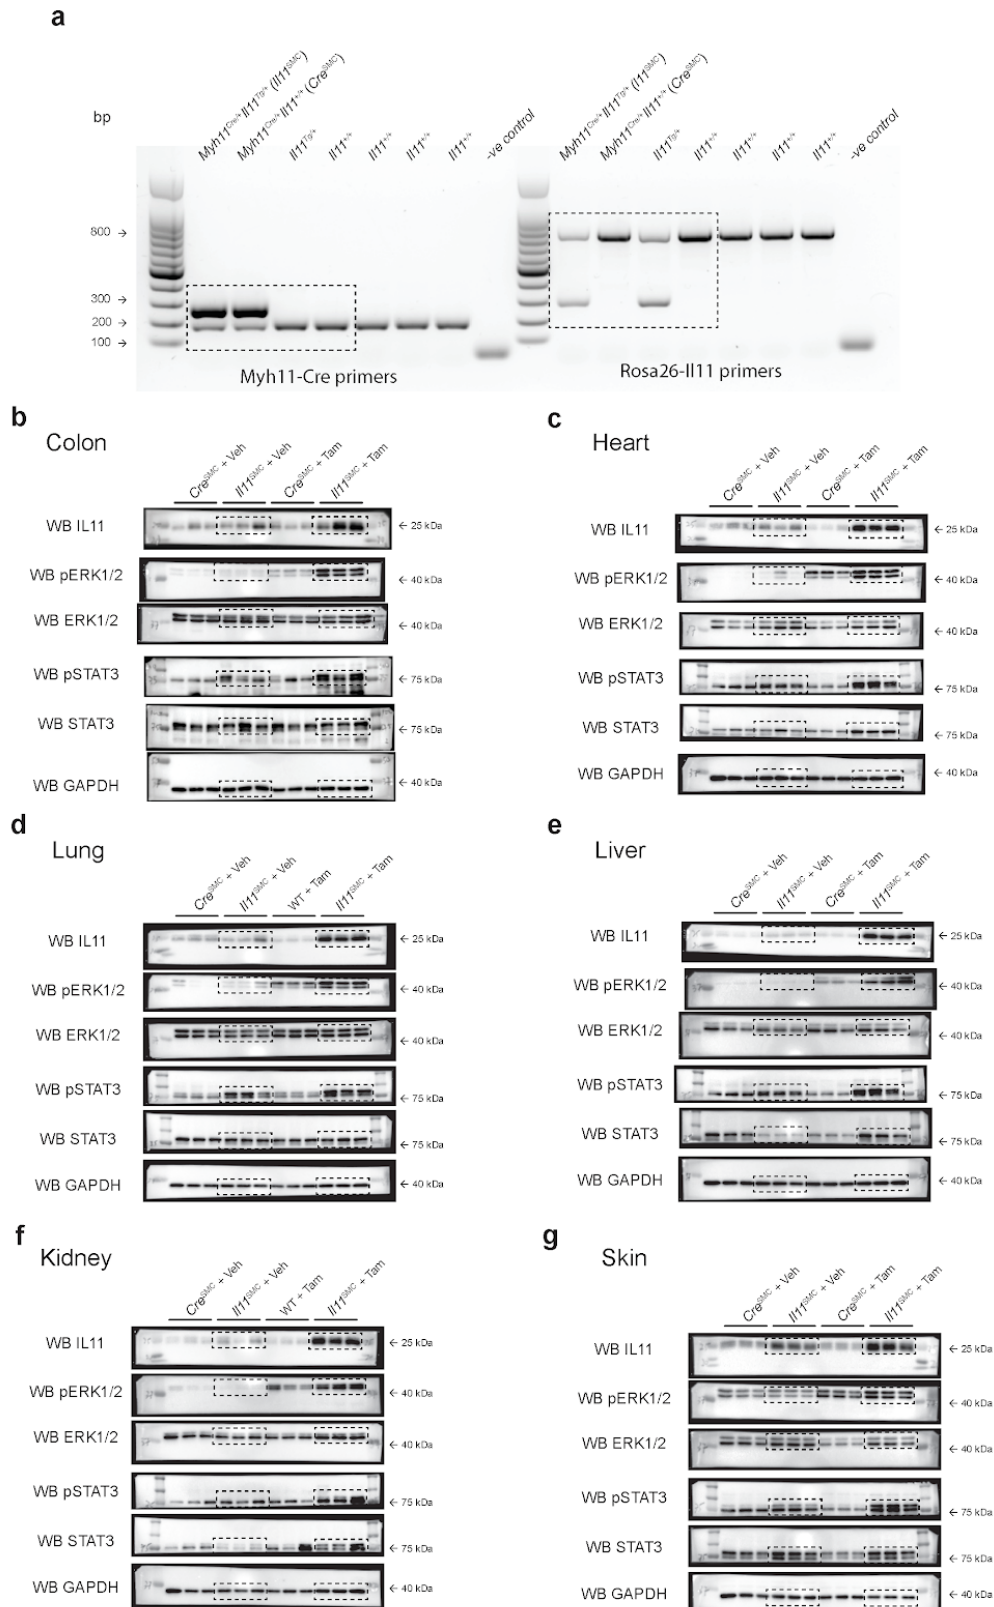 a
bp
Myh11Cre/+ Il11Tg/+ (Il11SMC)
Myh11Cre/+ Il11+/+ (CreSMC)
Il11Tg/+
Il11+/+
Il11+/+
Il11+/+
Il11+/+
-ve control
Myh11Cre/+ Il11Tg/+ (Il11SMC)
Myh11Cre/+ Il11+/+ (CreSMC)
Il11Tg/+
Il11+/+
Il11+/+
Il11+/+
Il11+/+
-ve control
800 →
300 →
200 →
100 →
Myh11-Cre primers
Rosa26-Il11 primers
b
Colon
CreSMC + Veh
Il11SMC + Veh
CreSMC + Tam
Il11SMC + Tam
WB IL11
← 25 kDa
WB pERK1/2
← 40 kDa
WB ERK1/2
← 40 kDa
WB pSTAT3
← 75 kDa
WB STAT3
← 75 kDa
WB GAPDH
← 40 kDa
c
Heart
CreSMC + Veh
Il11SMC + Veh
CreSMC + Tam
Il11SMC + Tam
WB IL11
← 25 kDa
WB pERK1/2
← 40 kDa
WB ERK1/2
← 40 kDa
WB pSTAT3
← 75 kDa
WB STAT3
← 75 kDa
WB GAPDH
← 40 kDa
d
Lung
CreSMC + Veh
Il11SMC + Veh
WT + Tam
Il11SMC + Tam
WB IL11
← 25 kDa
WB pERK1/2
← 40 kDa
WB ERK1/2
← 40 kDa
WB pSTAT3
← 75 kDa
WB STAT3
← 75 kDa
WB GAPDH
← 40 kDa
e
Liver
CreSMC + Veh
Il11SMC + Veh
CreSMC + Tam
Il11SMC + Tam
WB IL11
← 25 kDa
WB pERK1/2
← 40 kDa
WB ERK1/2
← 40 kDa
WB pSTAT3
← 75 kDa
WB STAT3
← 75 kDa
WB GAPDH
← 40 kDa
f
Kidney
CreSMC + Veh
Il11SMC + Veh
WT + Tam
Il11SMC + Tam
WB IL11
← 25 kDa
WB pERK1/2
← 40 kDa
WB ERK1/2
← 40 kDa
WB pSTAT3
← 75 kDa
WB STAT3
← 75 kDa
WB GAPDH
← 40 kDa
g
Skin
CreSMC + Veh
Il11SMC + Veh
CreSMC + Tam
Il11SMC + Tam
WB IL11
← 25 kDa
WB pERK1/2
← 40 kDa
WB ERK1/2
← 40 kDa
WB pSTAT3
← 75 kDa
WB STAT3
← 75 kDa
WB GAPDH
← 40 kDa